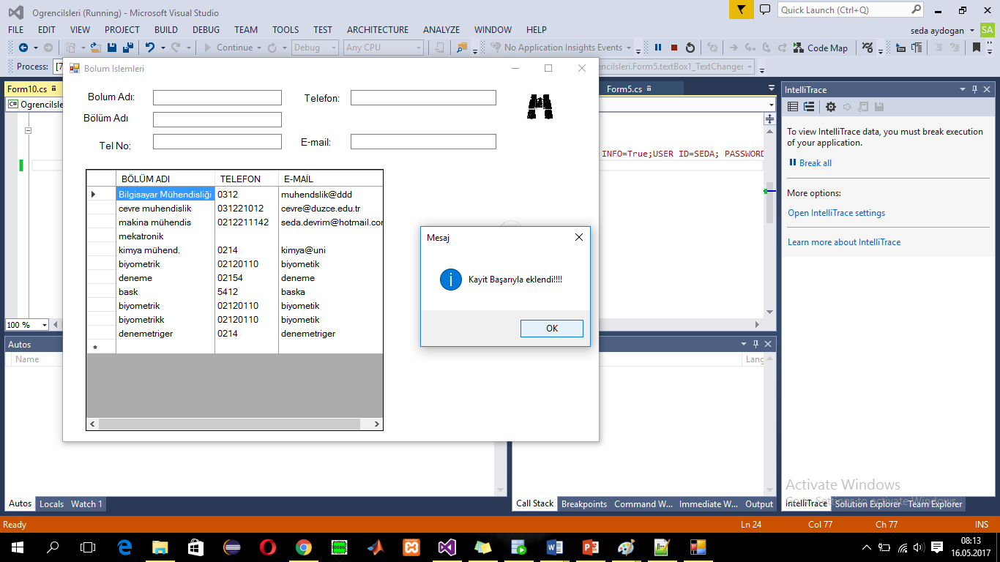 Ogrencilsleri (Running) - Microsoft Visual Studio
Quick Launch (Ctrl+Q)
FILE EDIT VIEW PROJECT BUILD DEBUG TEAM TOOLS TEST ARCHITECTURE ANALYZE WINDOW HELP
seda aydogan SA
Continue Debug Any CPU No Application Insights Events Code Map
Process: [7
encilsleri.Form5.textBox1_TextChanged
Form10.cs
Form5.cs
C# Ogrencilsle
INFO=True;USER ID=SEDA; PASSWORD
100 %
Bolum Islemleri
Bolum Adı:
Telefon:
Bölüm Adı
Tel No:
E-mail:
BÖLÜM ADI TELEFON E-MAİL
Bilgisayar Mühendisliği 0312 muhendslik@ddd
cevre muhendislik 031221012 cevre@duzce.edu.tr
makina mühendis 0212211142 seda.devrim@hotmail.cor
mekatronik
kimya mühend. 0214 kimya@uni
biyometrik 02120110 biyometik
deneme 02154 deneme
bask 5412 baska
biyometrik 02120110 biyometik
biyometrikk 02120110 biyometik
denemetriger 0214 denemetriger
*
Mesaj
Kayit Başarıyla eklendi!!!!
OK
IntelliTrace
To view IntelliTrace data, you must break execution
of your application.
Break all
More options:
Open IntelliTrace settings
Learn more about IntelliTrace
Autos
Name
Lang
Autos Locals Watch 1
Call Stack Breakpoints Command W... Immediate W... Output
Activate Windows
Go to Settings to activate Windows.
IntelliTrace Solution Explorer Team Explorer
Ready
Ln 24 Col 77 Ch 77 INS
08:13
16.05.2017